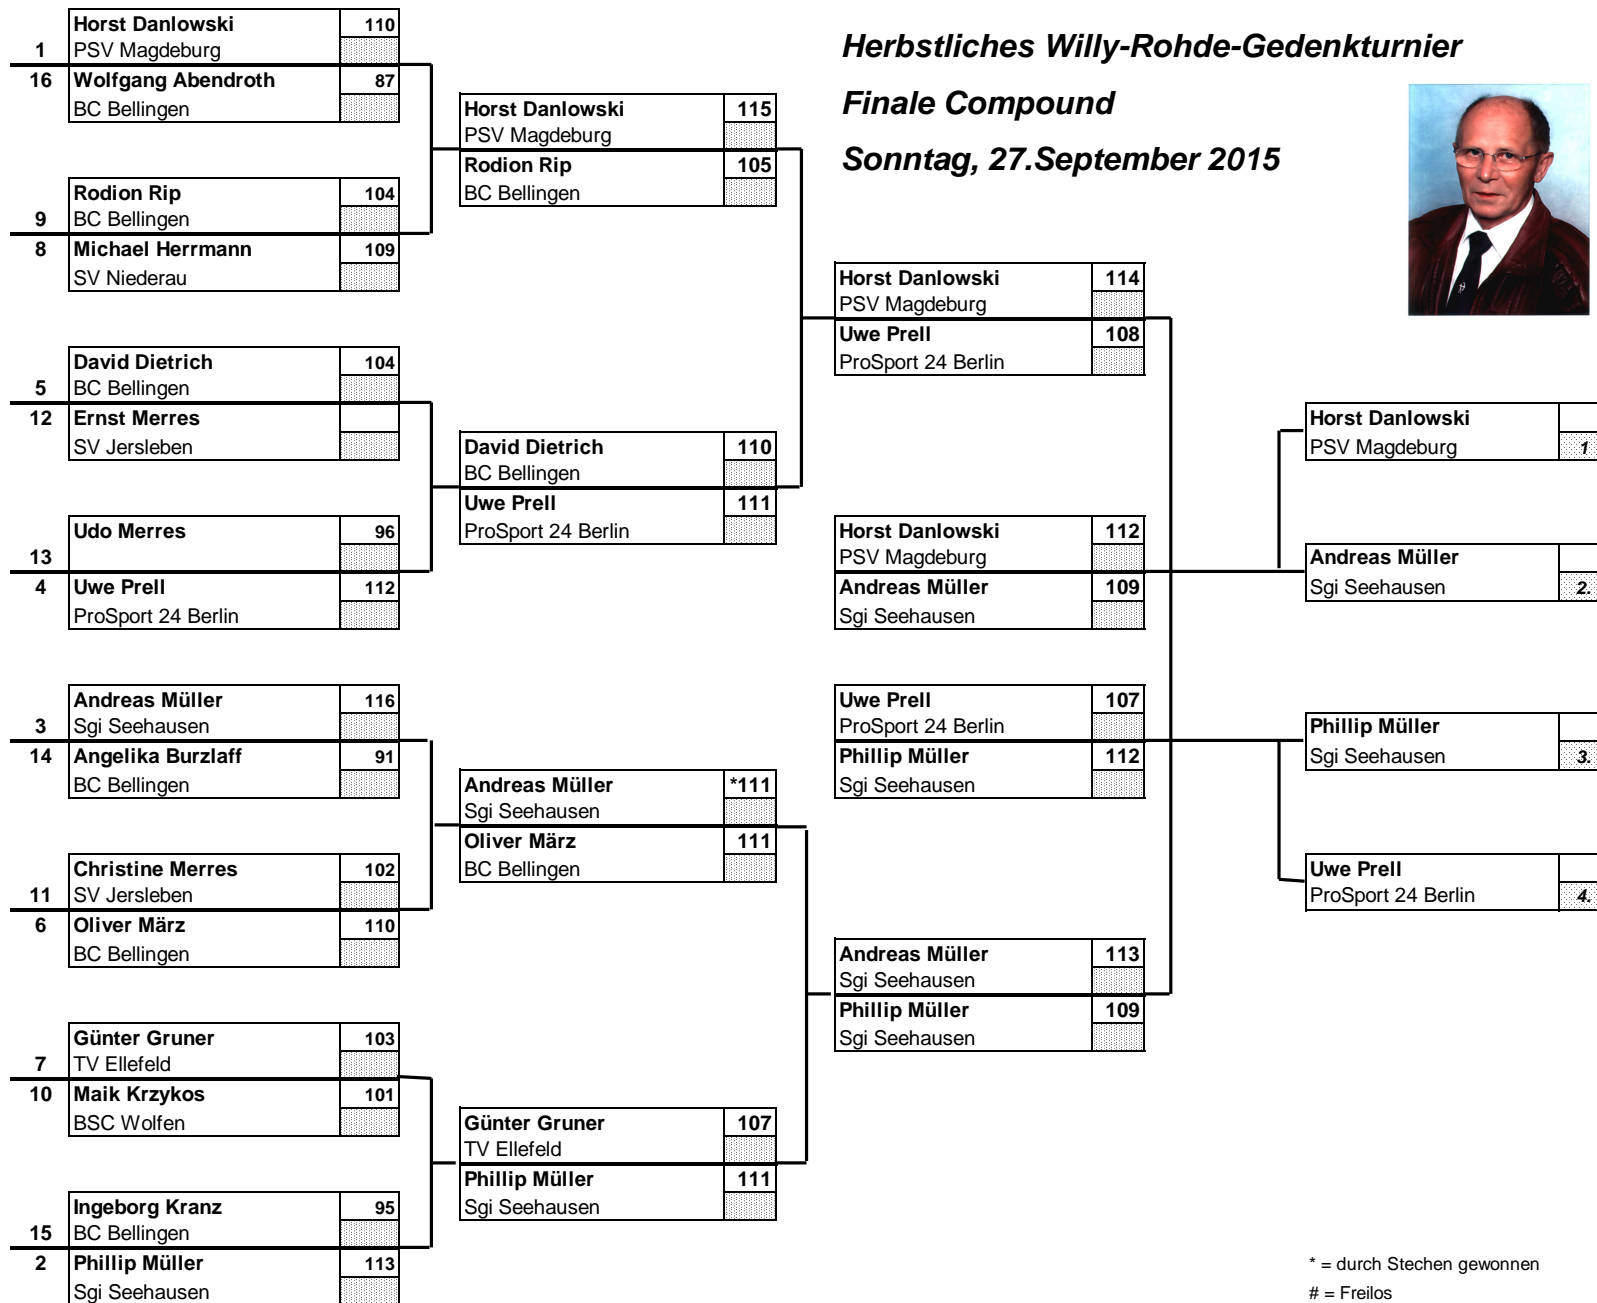 Herbstliches Willy-Rohde-Gedenkturnier
Finale Compound
Sonntag, 27.September 2015
Horst Danlowski 110
1 PSV Magdeburg
16 Wolfgang Abendroth 87
BC Bellingen
Rodion Rip 104
9 BC Bellingen
8 Michael Herrmann 109
SV Niederau
David Dietrich 104
5 BC Bellingen
12 Ernst Merres
SV Jersleben
Udo Merres 96
13
4 Uwe Prell 112
ProSport 24 Berlin
Andreas Müller 116
3 Sgi Seehausen
14 Angelika Burzlaff 91
BC Bellingen
Christine Merres 102
11 SV Jersleben
6 Oliver März 110
BC Bellingen
Günter Gruner 103
7 TV Ellefeld
10 Maik Krzykos 101
BSC Wolfen
Ingeborg Kranz 95
15 BC Bellingen
2 Phillip Müller 113
Sgi Seehausen
Horst Danlowski 115
PSV Magdeburg
Rodion Rip 105
BC Bellingen
David Dietrich 110
BC Bellingen
Uwe Prell 111
ProSport 24 Berlin
Andreas Müller *111
Sgi Seehausen
Oliver März 111
BC Bellingen
Günter Gruner 107
TV Ellefeld
Phillip Müller 111
Sgi Seehausen
Horst Danlowski 114
PSV Magdeburg
Uwe Prell 108
ProSport 24 Berlin
Horst Danlowski 112
PSV Magdeburg
Andreas Müller 109
Sgi Seehausen
Uwe Prell 107
ProSport 24 Berlin
Phillip Müller 112
Sgi Seehausen
Andreas Müller 113
Sgi Seehausen
Phillip Müller 109
Sgi Seehausen
Horst Danlowski
PSV Magdeburg 1
Andreas Müller
Sgi Seehausen 2.
Phillip Müller
Sgi Seehausen 3.
Uwe Prell
ProSport 24 Berlin 4.
* = durch Stechen gewonnen
# = Freilos